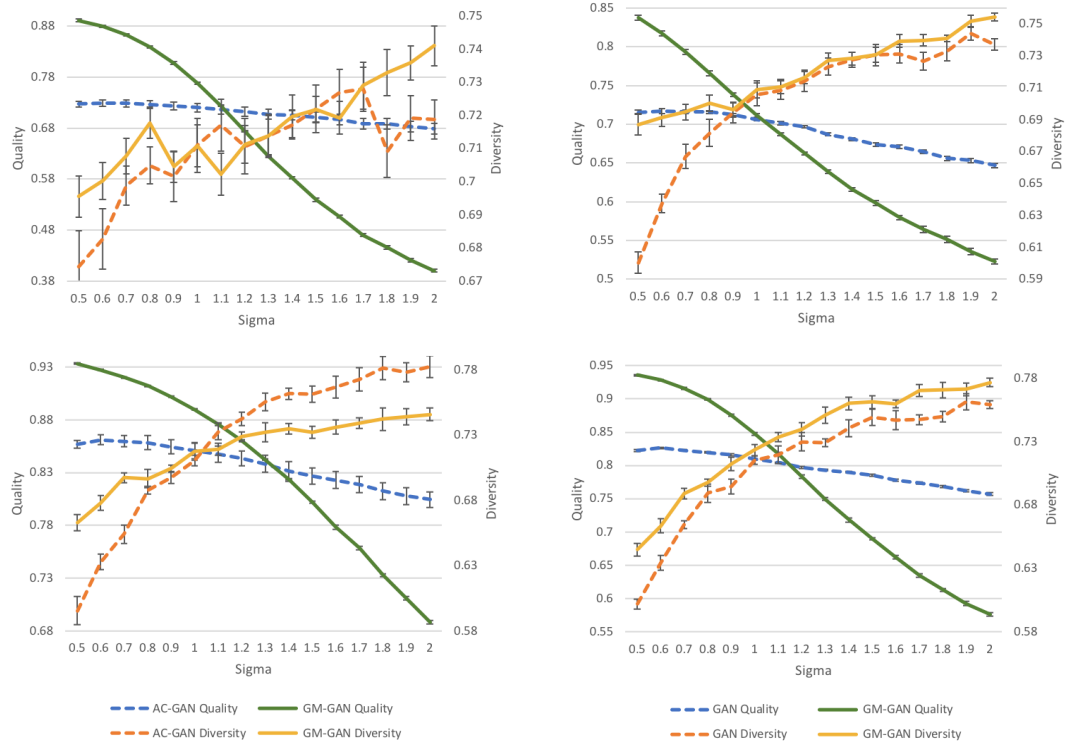 0.88
0.78
0.68
0.58
0.48
0.38
Quality
0.75
0.74
0.73
0.72
0.71
0.7
0.69
0.68
0.67
Diversity
0.5 0.6 0.7 0.8 0.9 1 1.1 1.2 1.3 1.4 1.5 1.6 1.7 1.8 1.9 2
Sigma
0.85
0.8
0.75
0.7
0.65
0.6
0.55
0.5
Quality
0.75
0.73
0.71
0.69
0.67
0.65
0.63
0.61
0.59
Diversity
0.5 0.6 0.7 0.8 0.9 1 1.1 1.2 1.3 1.4 1.5 1.6 1.7 1.8 1.9 2
Sigma
0.93
0.88
0.83
0.78
0.73
0.68
Quality
0.78
0.73
0.68
0.63
0.58
Diversity
0.5 0.6 0.7 0.8 0.9 1 1.1 1.2 1.3 1.4 1.5 1.6 1.7 1.8 1.9 2
Sigma
0.95
0.9
0.85
0.8
0.75
0.7
0.65
0.6
0.55
Quality
0.78
0.73
0.68
0.63
0.58
Diversity
0.5 0.6 0.7 0.8 0.9 1 1.1 1.2 1.3 1.4 1.5 1.6 1.7 1.8 1.9 2
Sigma
AC-GAN Quality GM-GAN Quality
AC-GAN Diversity GM-GAN Diversity
GAN Quality GM-GAN Quality
GAN Diversity GM-GAN Diversity